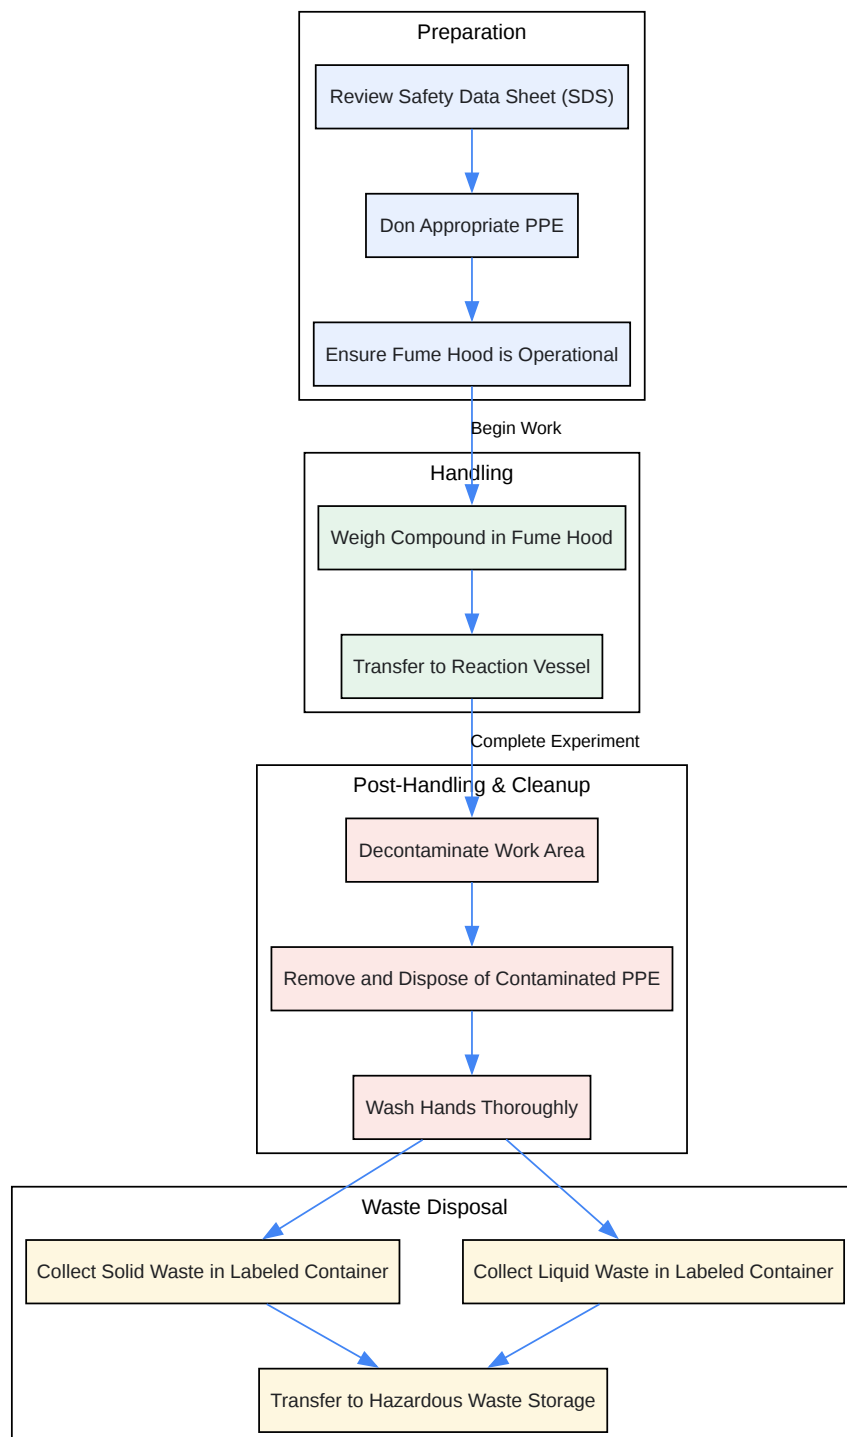 Preparation
Review Safety Data Sheet (SDS)
Don Appropriate PPE
Ensure Fume Hood is Operational
Begin Work
Handling
Weigh Compound in Fume Hood
Transfer to Reaction Vessel
Complete Experiment
Post-Handling & Cleanup
Decontaminate Work Area
Remove and Dispose of Contaminated PPE
Wash Hands Thoroughly
Waste Disposal
Collect Solid Waste in Labeled Container
Collect Liquid Waste in Labeled Container
Transfer to Hazardous Waste Storage